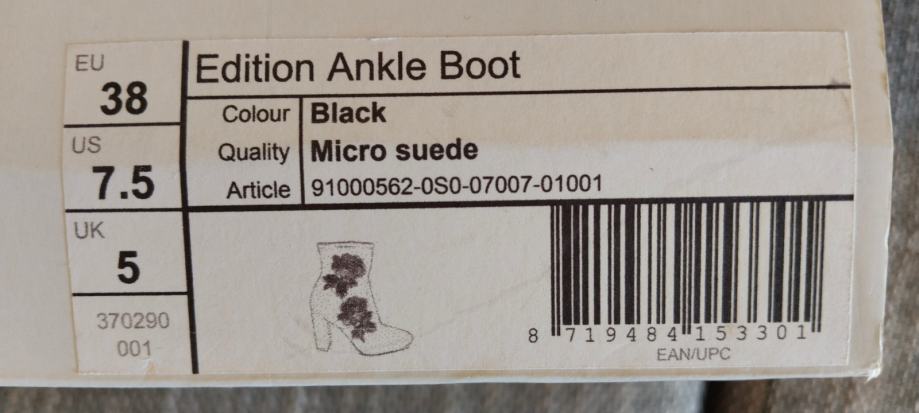 EU
38
US
7.5
UK
5
370290
001
Edition Ankle Boot
Colour Black
Quality Micro suede
Article 91000562-0S0-07007-01001
8 719484 153301
EAN/UPC